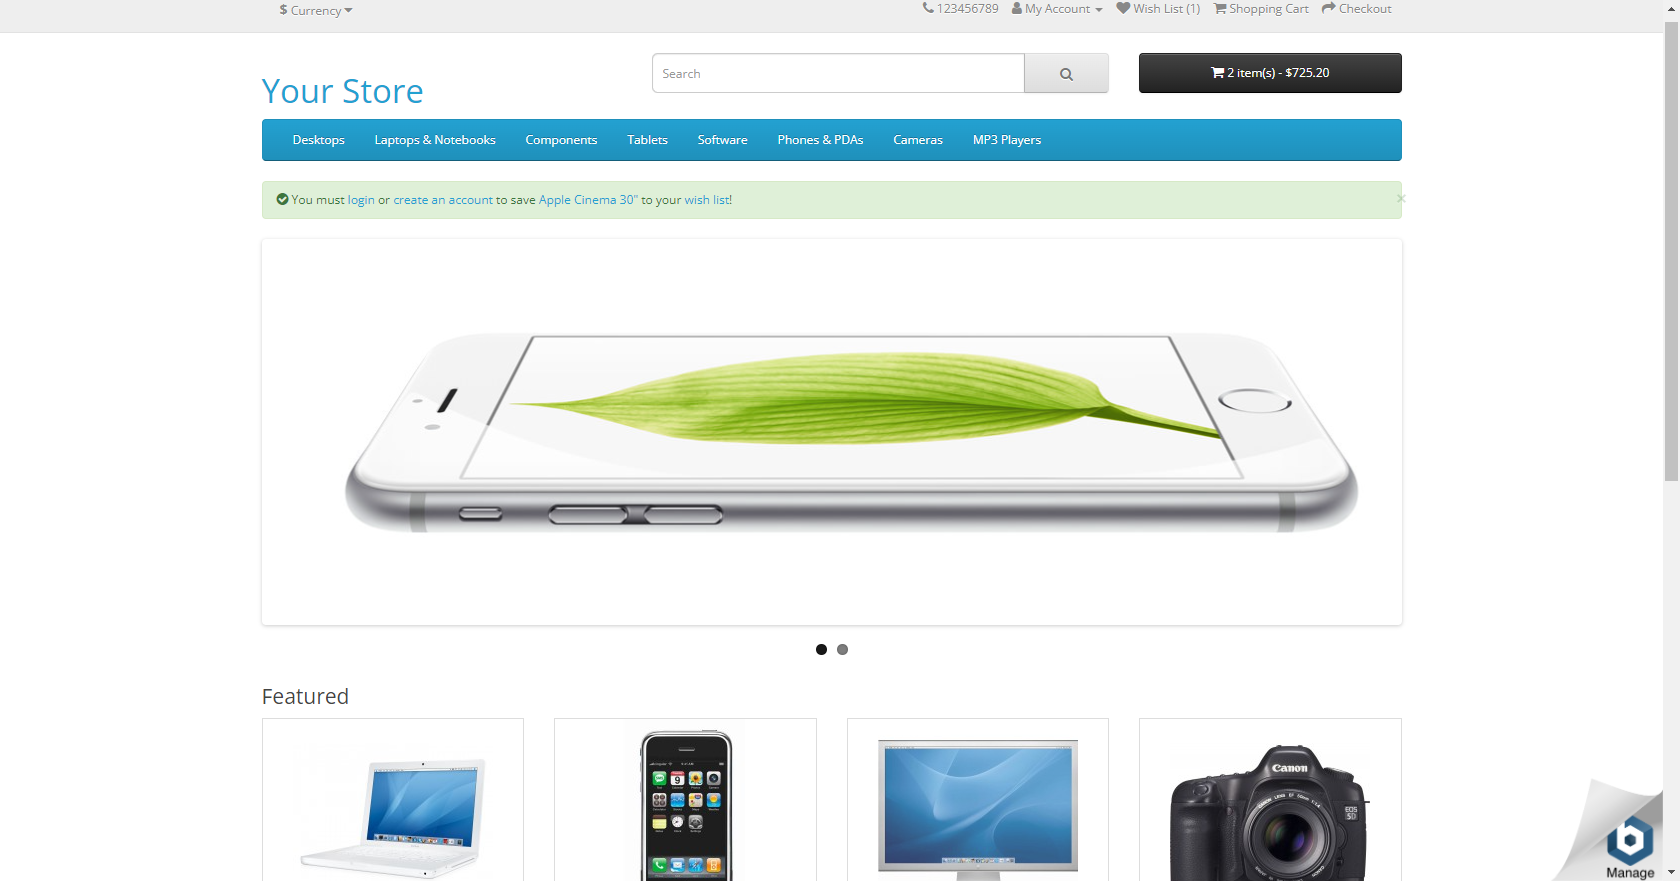 $ Currency
123456789 My Account Wish List (1) Shopping Cart Checkout
Your Store
Search
2 item(s) - $725.20
Desktops Laptops & Notebooks Components Tablets Software Phones & PDAs Cameras MP3 Players
You must login or create an account to save Apple Cinema 30" to your wish list!
×
Featured
Canon
EOS
5D
Manage